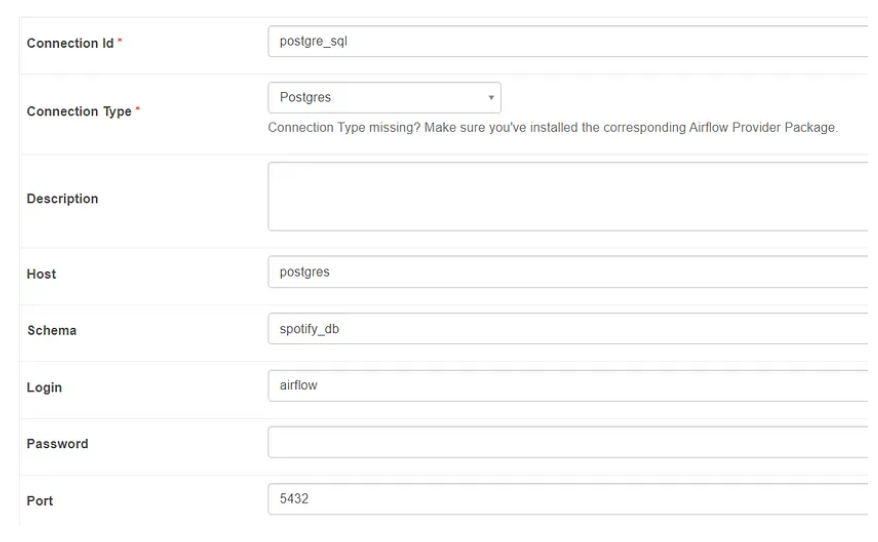 Connection Id * postgre_sql
Connection Type * Postgres
Connection Type missing? Make sure you've installed the corresponding Airflow Provider Package.
Description
Host postgres
Schema spotify_db
Login airflow
Password
Port 5432